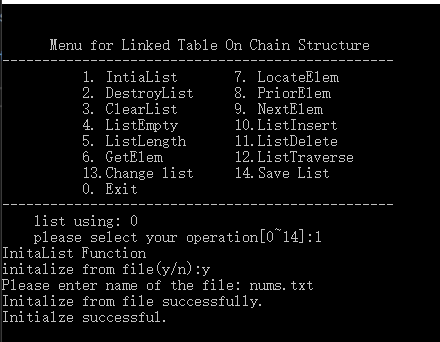 Menu for Linked Table On Chain Structure
-------------------------------------------------
1. IntiaList 7. LocateElem
2. DestroyList 8. PriorElem
3. ClearList 9. NextElem
4. ListEmpty 10.ListInsert
5. ListLength 11.ListDelete
6. GetElem 12.ListTraverse
13.Change list 14.Save List
0. Exit
-------------------------------------------------
list using: 0
please select your operation[0~14]:1
InitaList Function
initalize from file(y/n):y
Please enter name of the file: nums.txt
Initalize from file successfully.
Initialze successful.